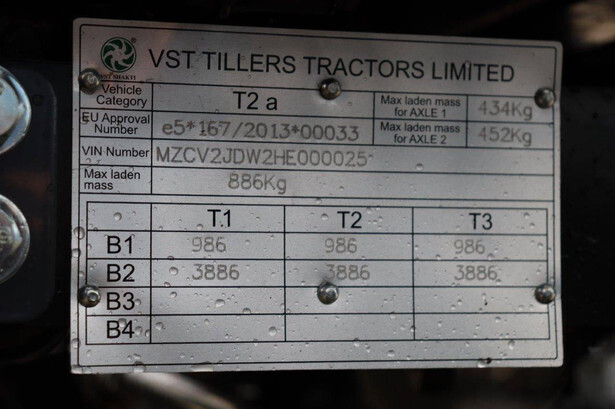 VST SHAKTI
VST TILLERS TRACTORS LIMITED
Vehicle Category T2 a Max laden mass for AXLE 1 434Kg
EU Approval Number e5*167/2013*00033 Max laden mass for AXLE 2 452Kg
VIN Number MZCV2JDW2HE000025
Max laden mass 886Kg
T1 T2 T3
B1 986 986 986
B2 3886 3886 3886
B3
B4